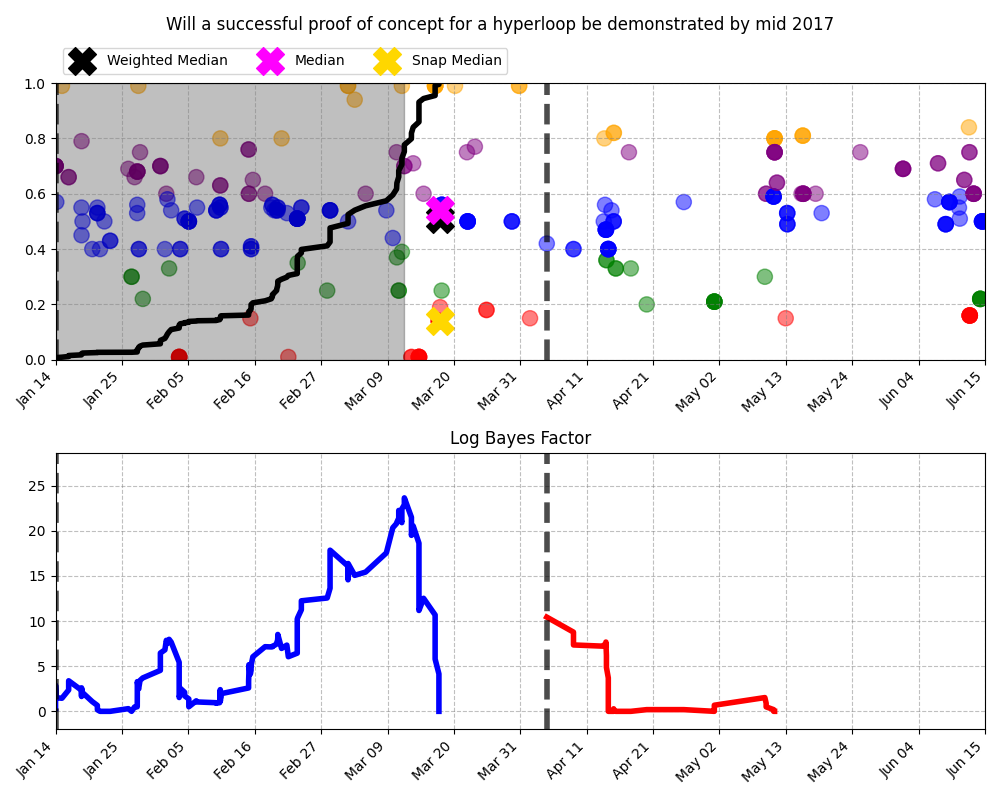 Will a successful proof of concept for a hyperloop be demonstrated by mid 2017
Weighted Median Median Snap Median
1.0
0.8
0.6
0.4
0.2
0.0
Jan 14 Jan 25 Feb 05 Feb 16 Feb 27 Mar 09 Mar 20 Mar 31 Apr 11 Apr 21 May 02 May 13 May 24 Jun 04 Jun 15
Log Bayes Factor
25
20
15
10
5
0
Jan 14 Jan 25 Feb 05 Feb 16 Feb 27 Mar 09 Mar 20 Mar 31 Apr 11 Apr 21 May 02 May 13 May 24 Jun 04 Jun 15